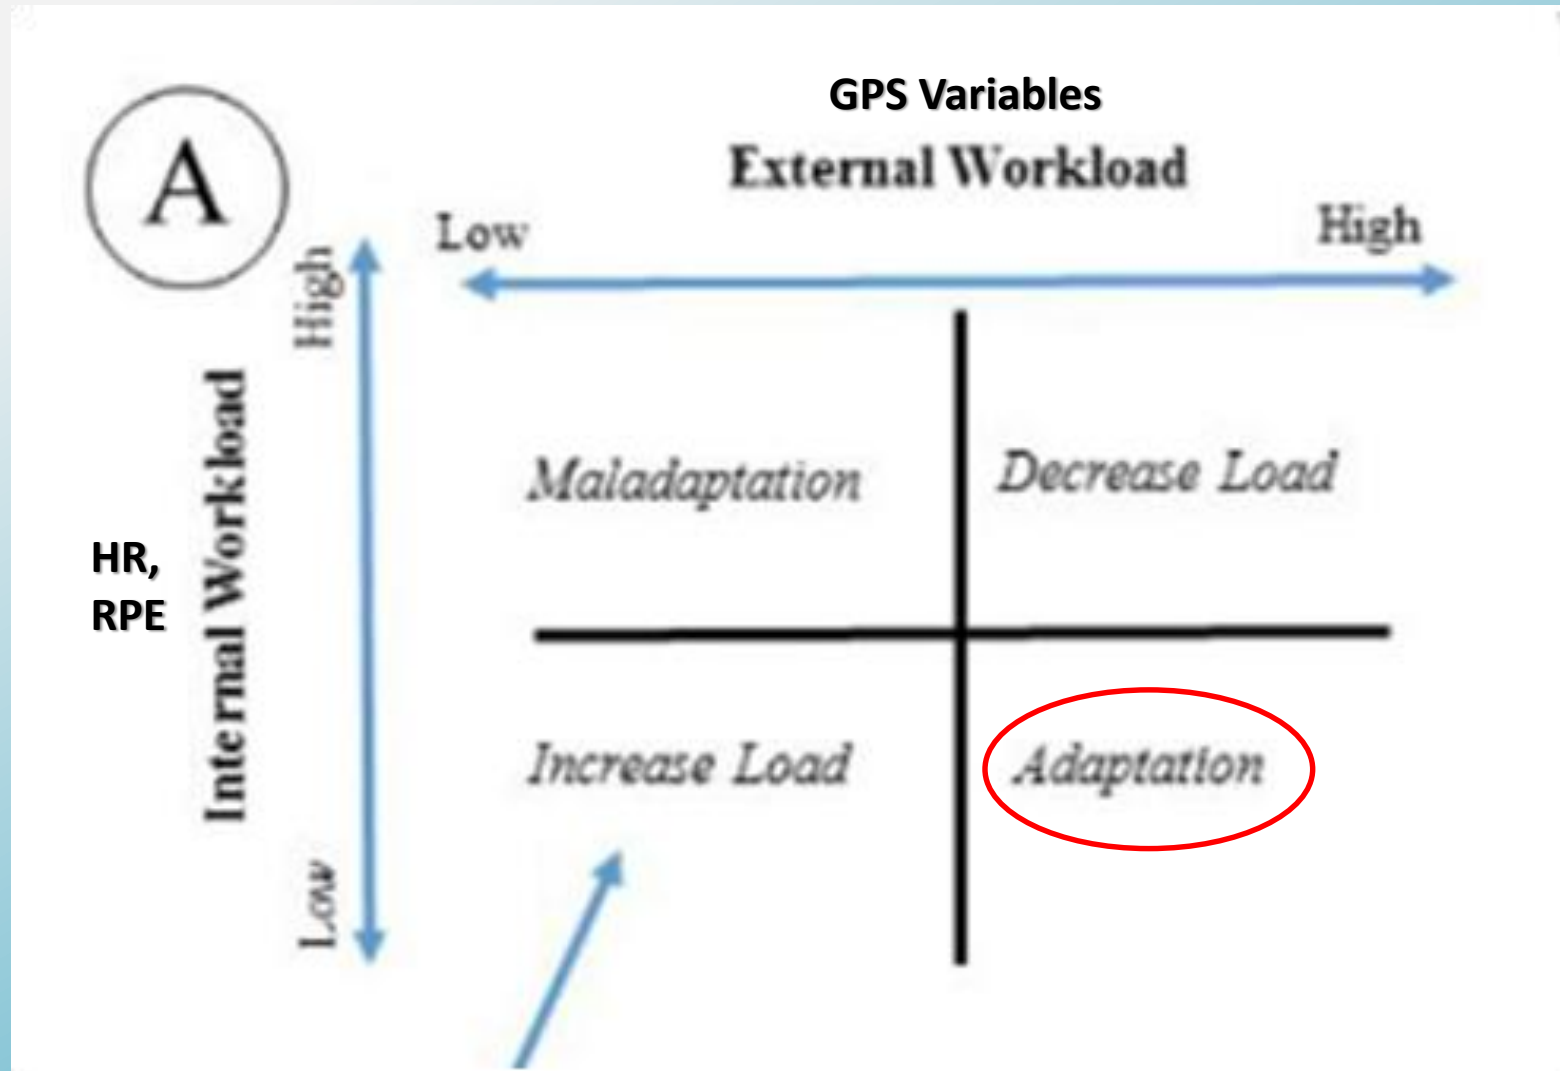 A
GPS Variables
External Workload
Low
High
High
Internal Workload
Low
HR,
RPE
Maladaptation
Decrease Load
Increase Load
Adaptation